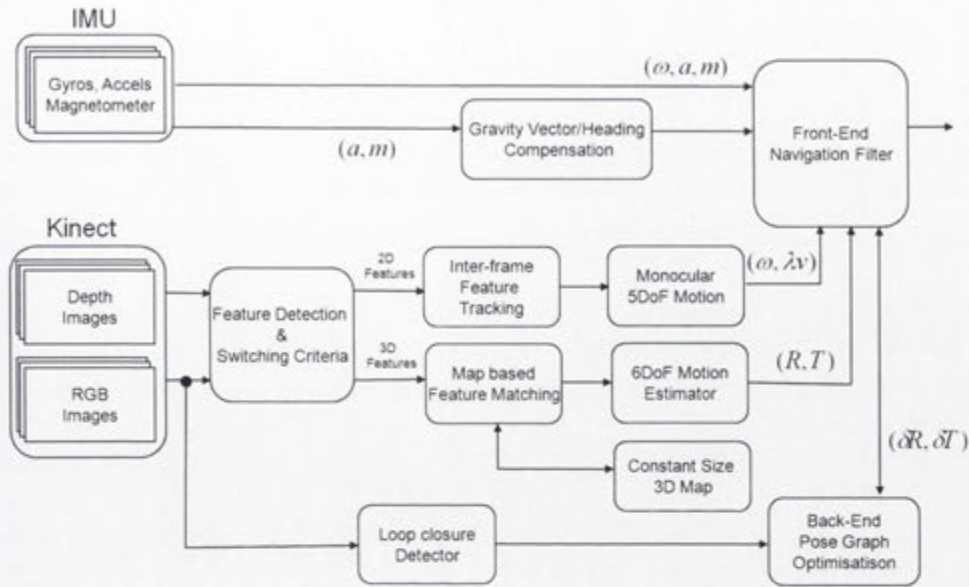 IMU
Gyros, Accels
Magnetometer
(ω, a, m)
(a, m)
Gravity Vector/Heading
Compensation
Front-End
Navigation Filter
Kinect
Depth
Images
RGB
Images
Feature Detection
&
Switching Criteria
2D
Features
3D
Features
Inter-frame
Feature
Tracking
Monocular
5DoF Motion
(ω, λv)
Map based
Feature Matching
6DoF Motion
Estimator
(R, T)
Constant Size
3D Map
(δR, δT)
Loop closure
Detector
Back-End
Pose Graph
Optimisatison